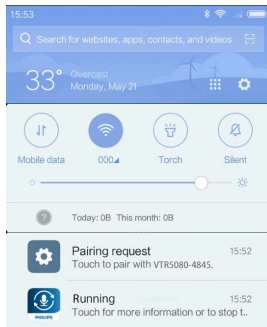 15:53
Search for websites, apps, contacts, and videos
33° Overcast
Monday, May 21
Mobile data 000 Torch Silent
Today: 0B This month: 0B
Pairing request 15:52
Touch to pair with VTR5080-4845.
PHILIPS
Running 15:52
Touch for more information or to stop t..